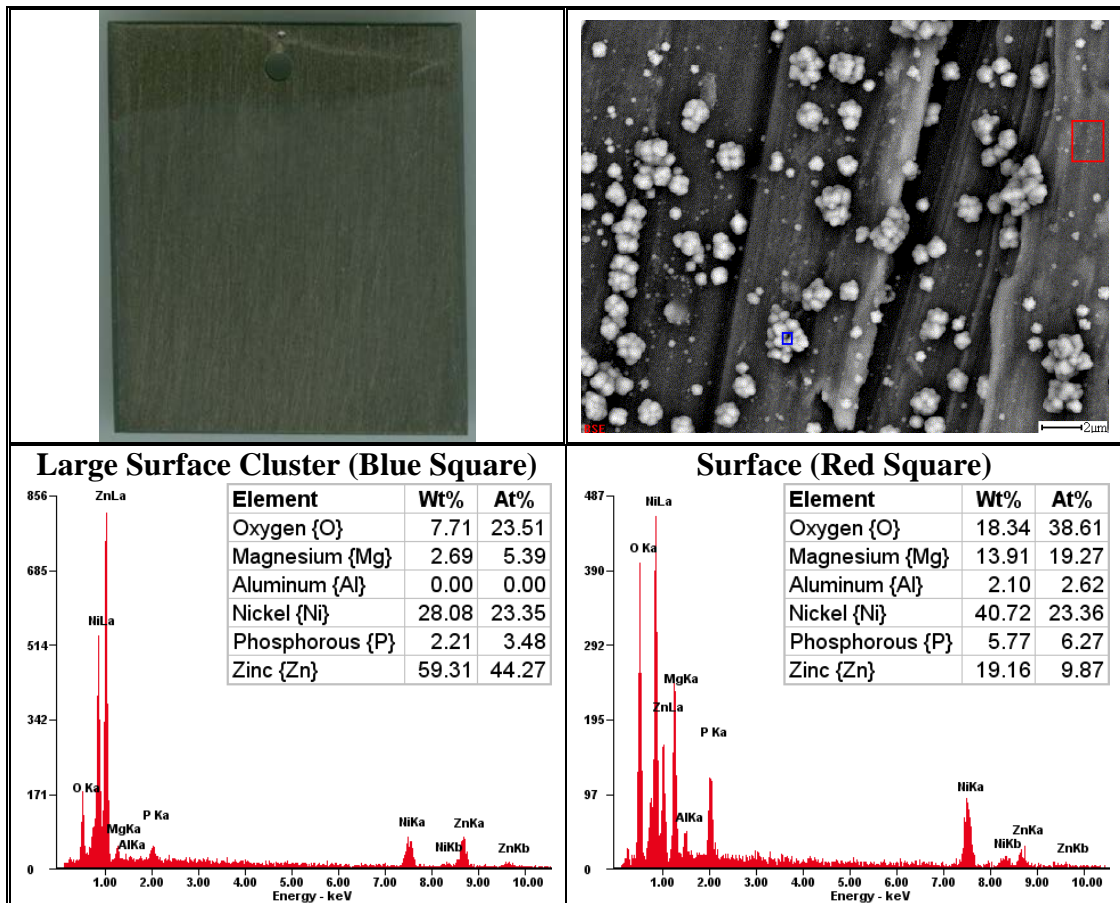 BSE
2µm
Large Surface Cluster (Blue Square)
856
685
514
342
171
0
ZnLa
NiLa
O Ka
MgKa
AlKa
P Ka
NiKa
NiKb
ZnKa
ZnKb
1.00 2.00 3.00 4.00 5.00 6.00 7.00 8.00 9.00 10.00
Energy - keV
Element Wt% At%
Oxygen {O} 7.71 23.51
Magnesium {Mg} 2.69 5.39
Aluminum {Al} 0.00 0.00
Nickel {Ni} 28.08 23.35
Phosphorous {P} 2.21 3.48
Zinc {Zn} 59.31 44.27
Surface (Red Square)
487
390
292
195
97
0
NiLa
O Ka
MgKa
ZnLa
P Ka
AlKa
NiKa
NiKb
ZnKa
ZnKb
1.00 2.00 3.00 4.00 5.00 6.00 7.00 8.00 9.00 10.00
Energy - keV
Element Wt% At%
Oxygen {O} 18.34 38.61
Magnesium {Mg} 13.91 19.27
Aluminum {Al} 2.10 2.62
Nickel {Ni} 40.72 23.36
Phosphorous {P} 5.77 6.27
Zinc {Zn} 19.16 9.87